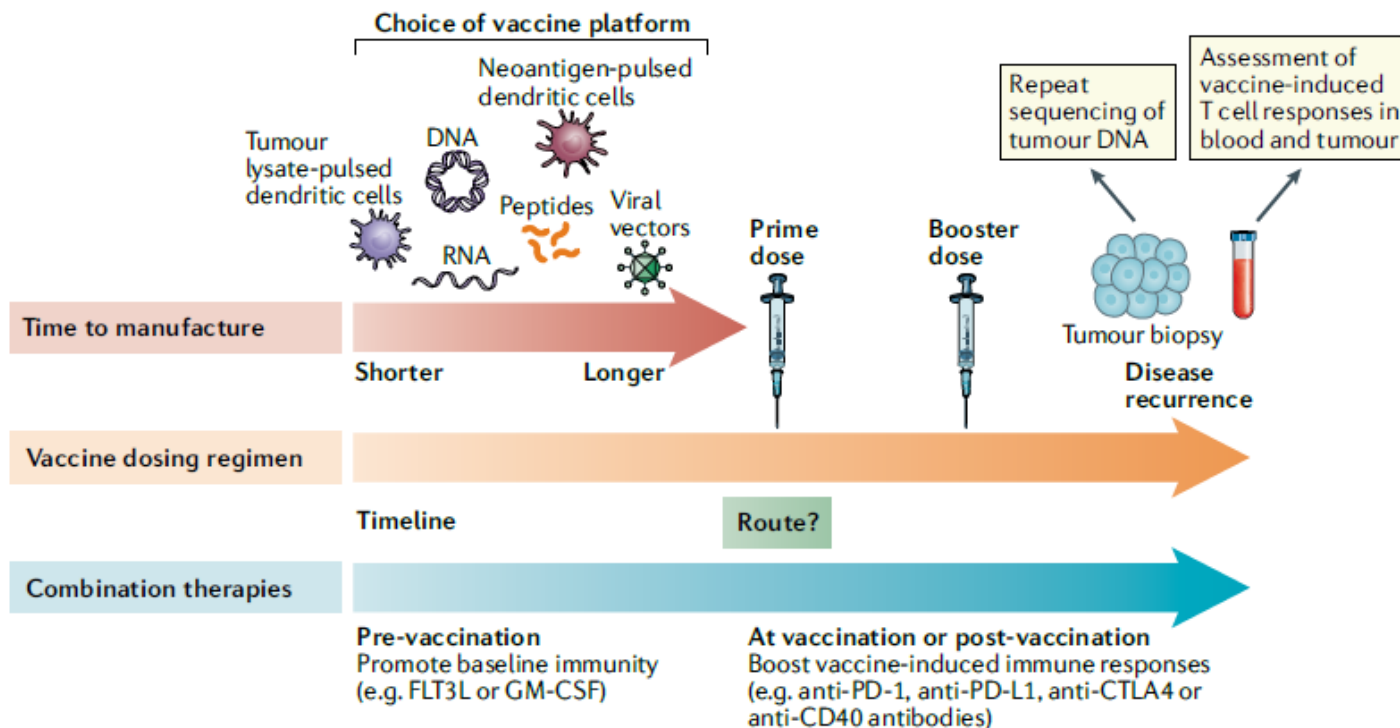 Choice of vaccine platform
Neoantigen-pulsed
dendritic cells
Tumour
lysate-pulsed
dendritic cells
DNA
Peptides
Viral
vectors
RNA
Prime
dose
Booster
dose
Repeat
sequencing of
tumour DNA
Assessment of
vaccine-induced
T cell responses in
blood and tumour
Tumour biopsy
Disease
recurrence
Time to manufacture
Shorter
Longer
Vaccine dosing regimen
Timeline
Route?
Combination therapies
Pre-vaccination
Promote baseline immunity
(e.g. FLT3L or GM-CSF)
At vaccination or post-vaccination
Boost vaccine-induced immune responses
(e.g. anti-PD-1, anti-PD-L1, anti-CTLA4 or
anti-CD40 antibodies)